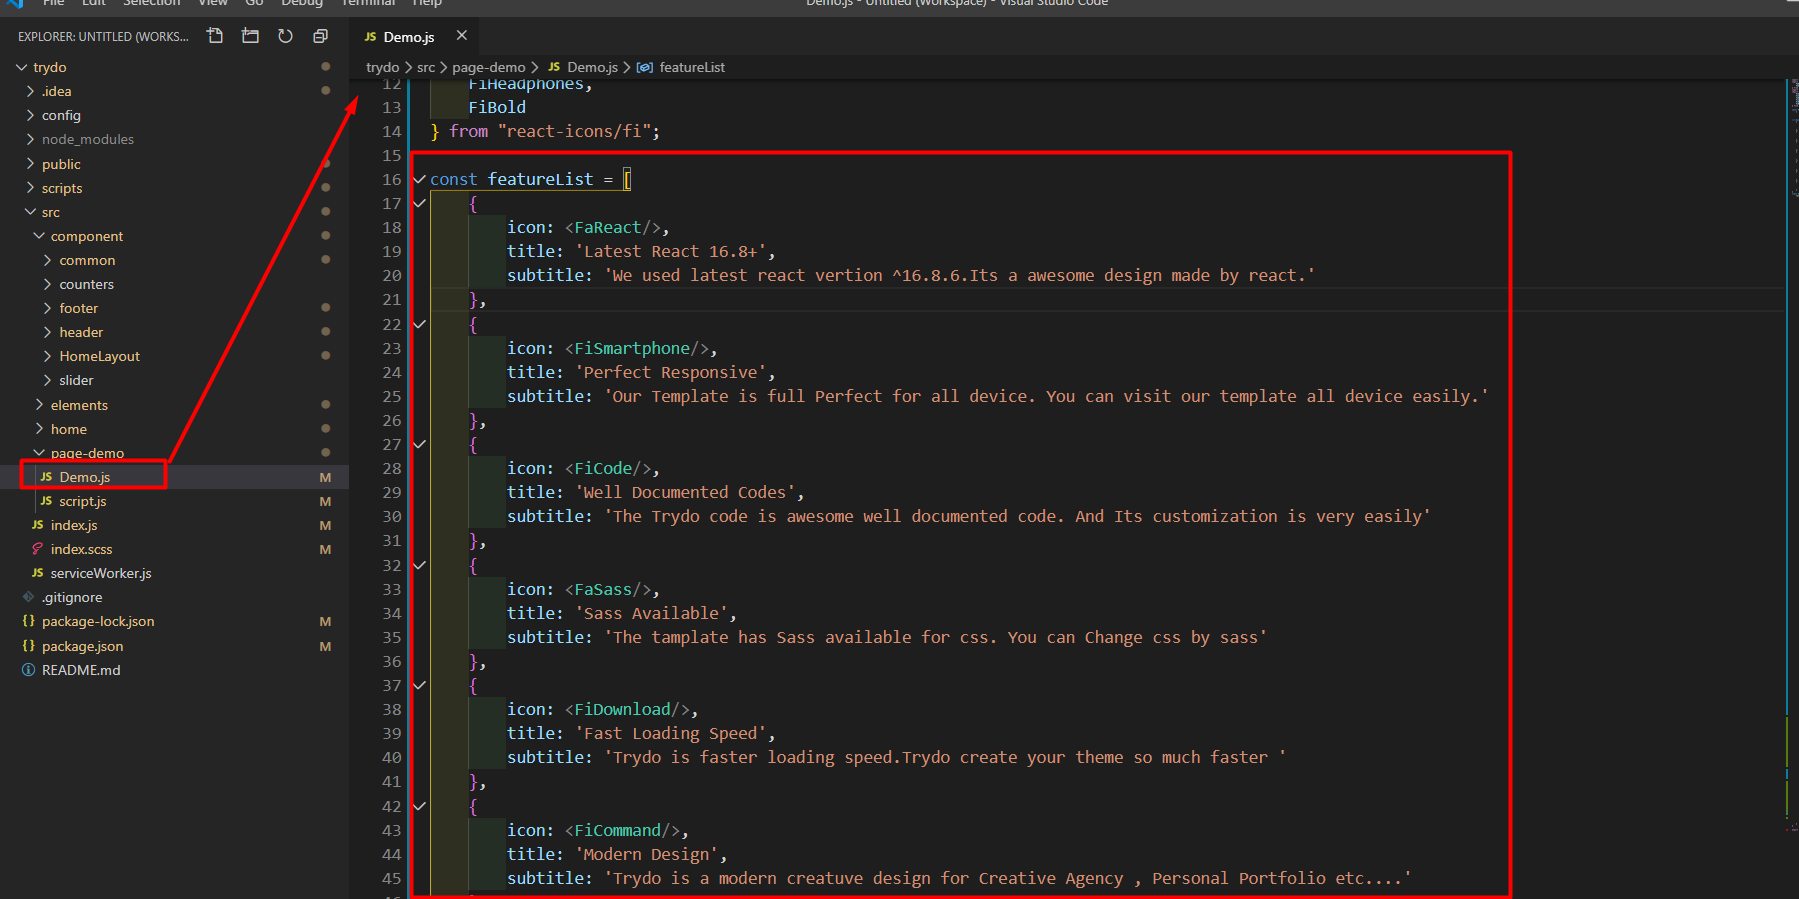 File Edit Selection View Go Debug Terminal Help
Demo.js - Untitled (Workspace) - Visual Studio Code
EXPLORER: UNTITLED (WORKS...
trydo
.idea
config
node_modules
public
scripts
src
component
common
counters
footer
header
HomeLayout
slider
elements
home
page-demo
JS Demo.js M
JS script.js M
JS index.js M
index.scss M
JS serviceWorker.js
.gitignore
{} package-lock.json M
{} package.json M
README.md
JS Demo.js ×
trydo > src > page-demo > JS Demo.js > featureList
12 FiHeadphones,
13 FiBold
14 } from "react-icons/fi";
15
16 const featureList = [
17 {
18 icon: <FaReact/>,
19 title: 'Latest React 16.8+',
20 subtitle: 'We used latest react vertion ^16.8.6.Its a awesome design made by react.'
21 },
22 {
23 icon: <FiSmartphone/>,
24 title: 'Perfect Responsive',
25 subtitle: 'Our Template is full Perfect for all device. You can visit our template all device easily.'
26 },
27 {
28 icon: <FiCode/>,
29 title: 'Well Documented Codes',
30 subtitle: 'The Trydo code is awesome well documented code. And Its customization is very easily'
31 },
32 {
33 icon: <FaSass/>,
34 title: 'Sass Available',
35 subtitle: 'The tamplate has Sass available for css. You can Change css by sass'
36 },
37 {
38 icon: <FiDownload/>,
39 title: 'Fast Loading Speed',
40 subtitle: 'Trydo is faster loading speed.Trydo create your theme so much faster '
41 },
42 {
43 icon: <FiCommand/>,
44 title: 'Modern Design',
45 subtitle: 'Trydo is a modern creatuve design for Creative Agency , Personal Portfolio etc....'